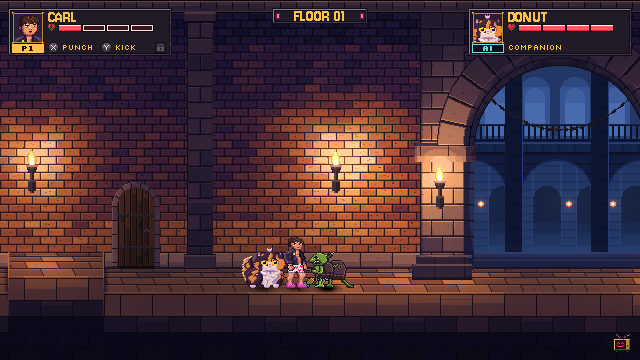 CARL
P1
X PUNCH Y KICK
FLOOR 01
DONUT
AI
COMPANION